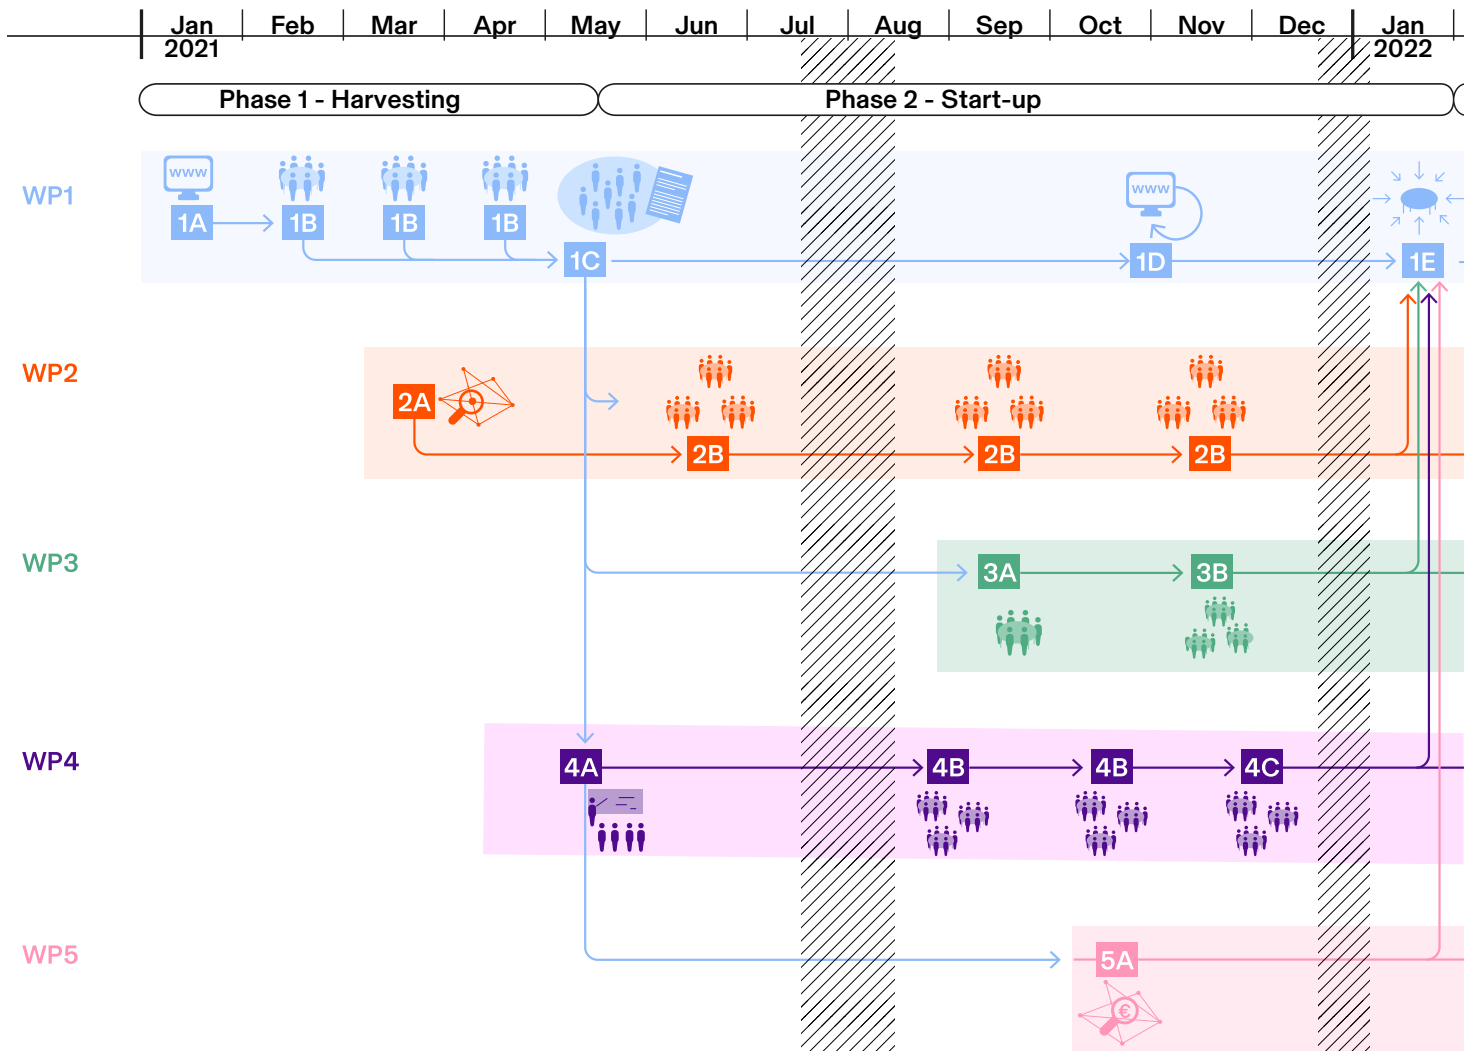 Jan Feb Mar Apr May Jun Jul Aug Sep Oct Nov Dec Jan
2021 2022
Phase 1 - Harvesting Phase 2 - Start-up
WP1
www
www
1A 1B 1B 1B
1C 1D 1E
WP2
2A
2B 2B 2B
WP3
3A 3B
WP4
4A 4B 4B 4C
WP5
5A
€